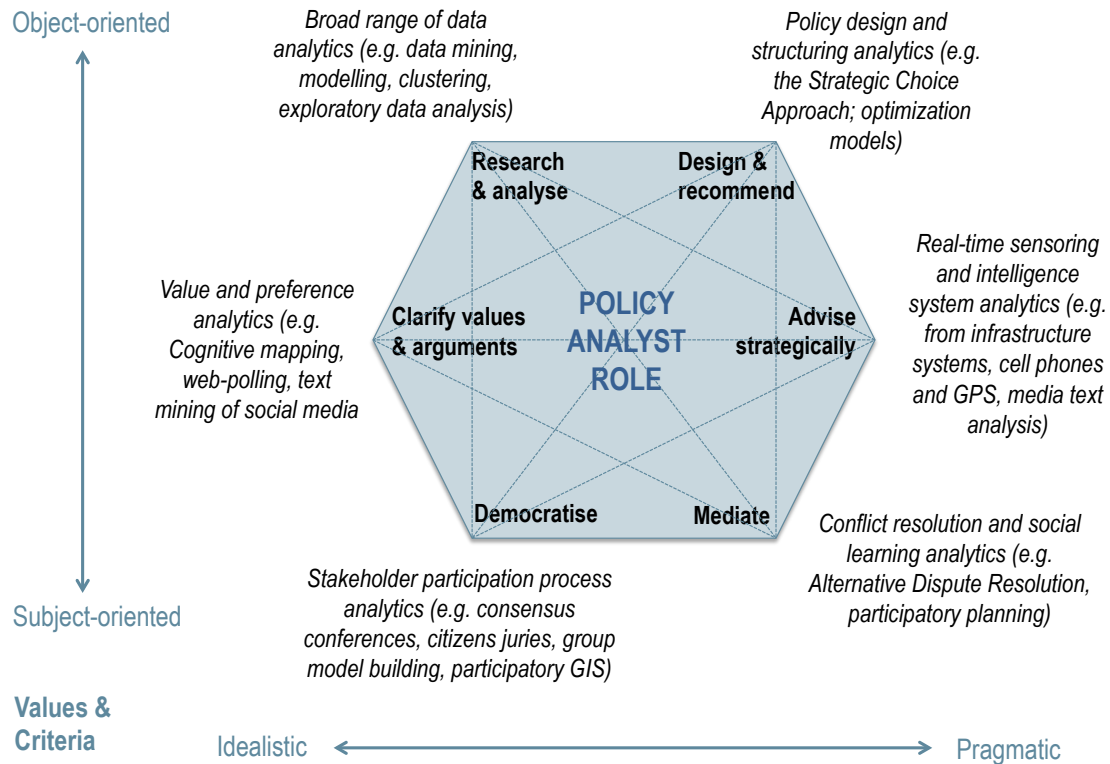 Object-oriented
Broad range of data
analytics (e.g. data mining,
modelling, clustering,
exploratory data analysis)
Policy design and
structuring analytics (e.g.
the Strategic Choice
Approach; optimization
models)
Research
& analyse
Design &
recommend
Value and preference
analytics (e.g.
Cognitive mapping,
web-polling, text
mining of social media
Clarify values
& arguments
POLICY
ANALYST
ROLE
Advise
strategically
Real-time sensoring
and intelligence
system analytics (e.g.
from infrastructure
systems, cell phones
and GPS, media text
analysis)
Democratise
Mediate
Stakeholder participation process
analytics (e.g. consensus
conferences, citizens juries, group
model building, participatory GIS)
Conflict resolution and social
learning analytics (e.g.
Alternative Dispute Resolution,
participatory planning)
Subject-oriented
Values &
Criteria
Idealistic
Pragmatic